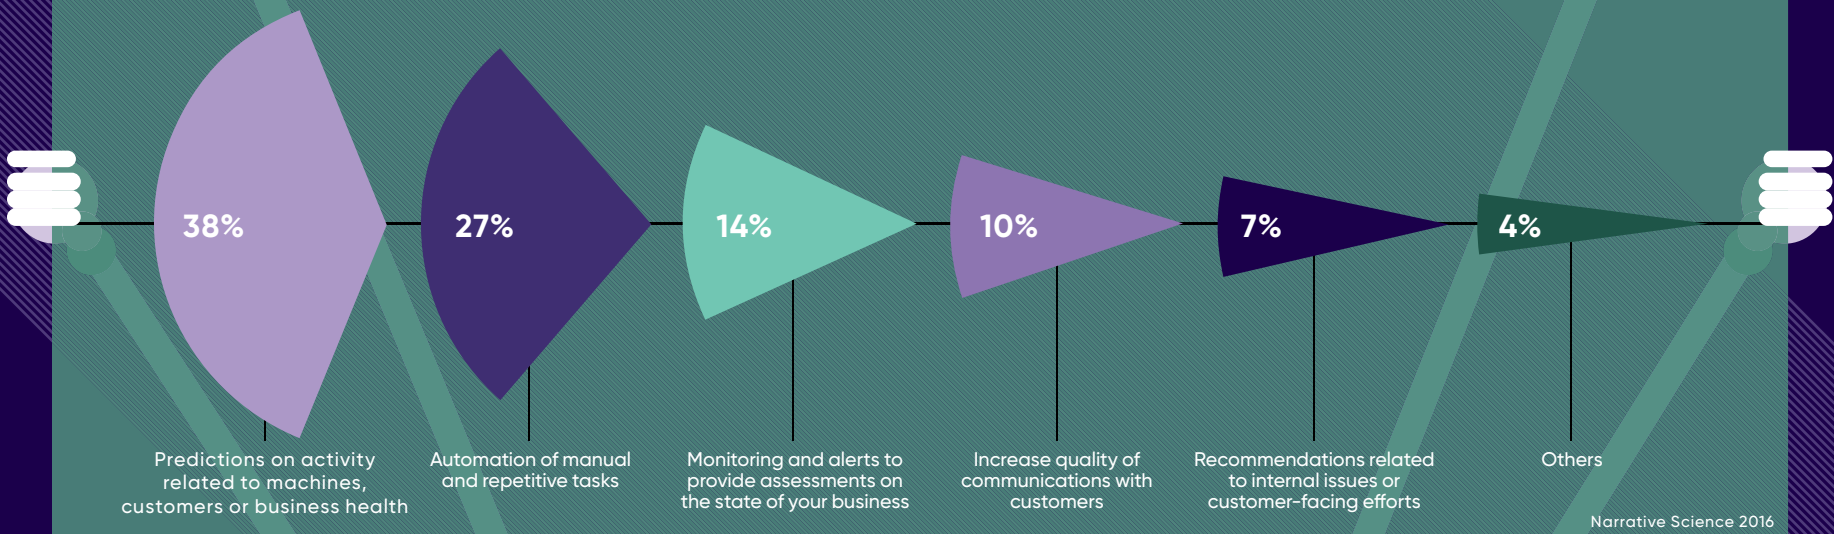 38%
27%
14%
10%
7%
4%
Predictions on activity
related to machines,
customers or business health
Automation of manual
and repetitive tasks
Monitoring and alerts to
provide assessments on
the state of your business
Increase quality of
communications with
customers
Recommendations related
to internal issues or
customer-facing efforts
Others
Narrative Science 2016